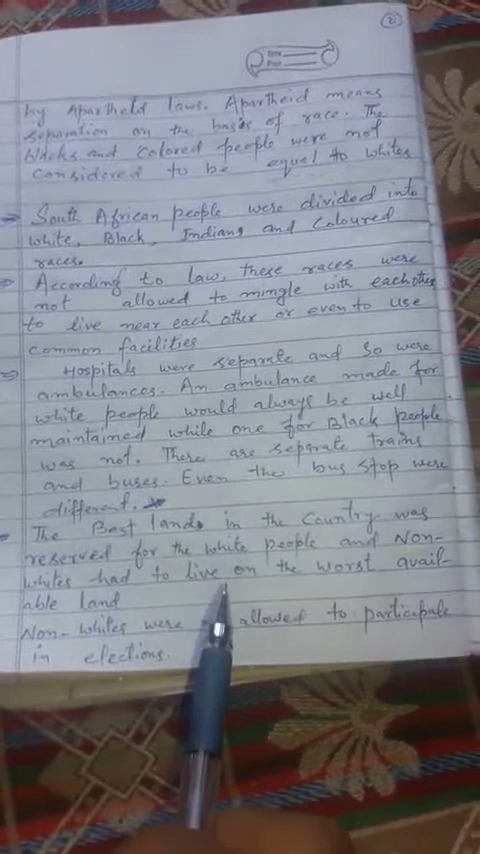 2
by Apartheid laws. Apartheid means
separation on the basis of race. The
blacks and colored people were not
considered to be equal to whites
South African people were divided into
white, Black, Indians and Coloured
races.
According to law, these races were
not allowed to mingle with each other
to live near each other or even to use
common facilities
Hospitals were separate and so were
ambulances. An ambulance made for
white people would always be well
maintained while one for Black people
was not. There are separate trains
and buses. Even the bus stop were
different.
The Best lands in the Country was
reserved for the white people and Non-
whites had to live on the worst avail-
able land
Non-whites were allowed to participate
in elections.